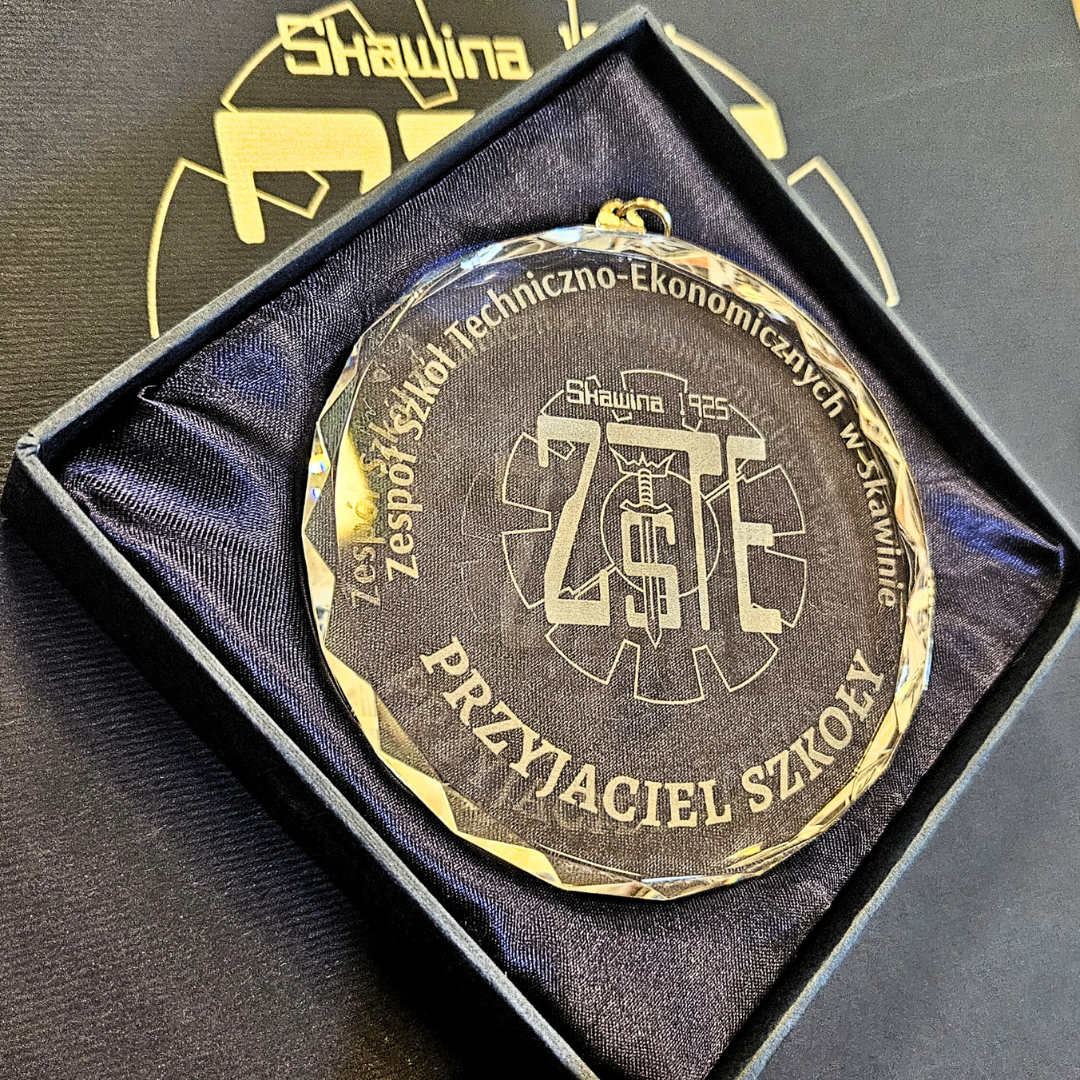 Skawina
Zespół Szkół Techniczno-Ekonomicznych w Skawinie
Skawina 1925
ZSTE
PRZYJACIEL SZKOŁY